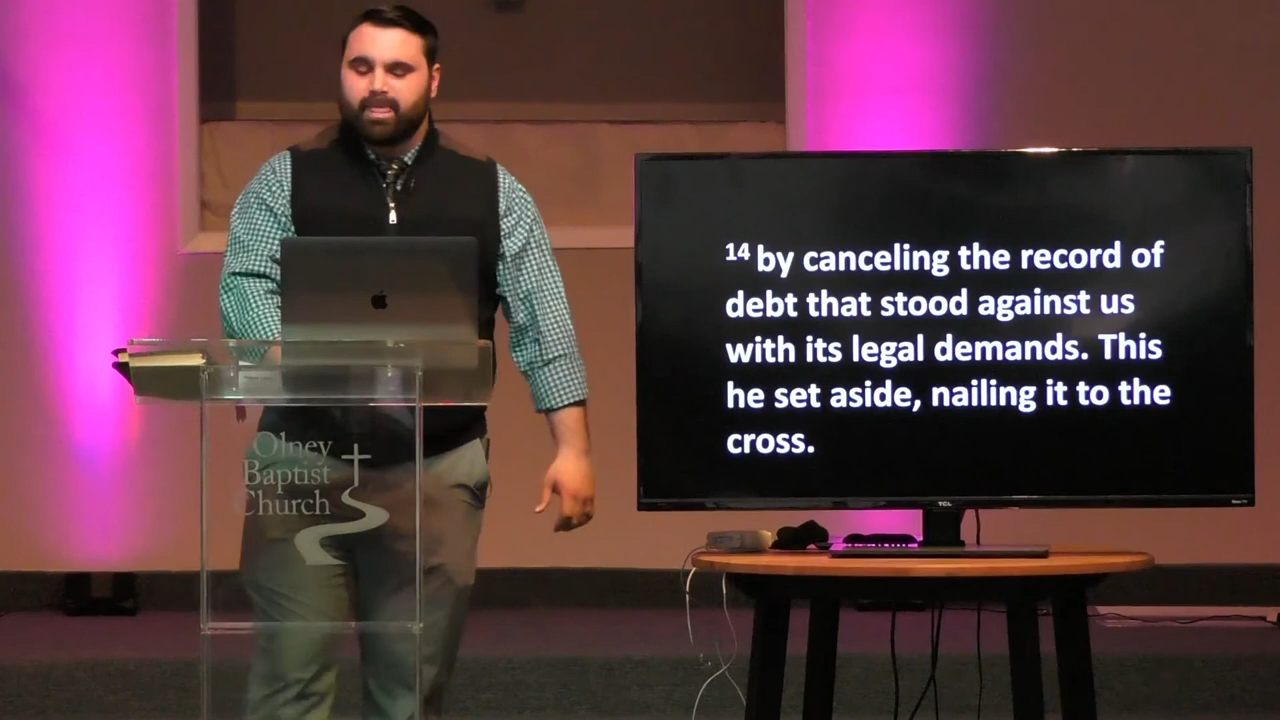 14 by canceling the record of
debt that stood against us
with its legal demands. This
he set aside, nailing it to the
cross.
Olney
Baptist
Church
TCL